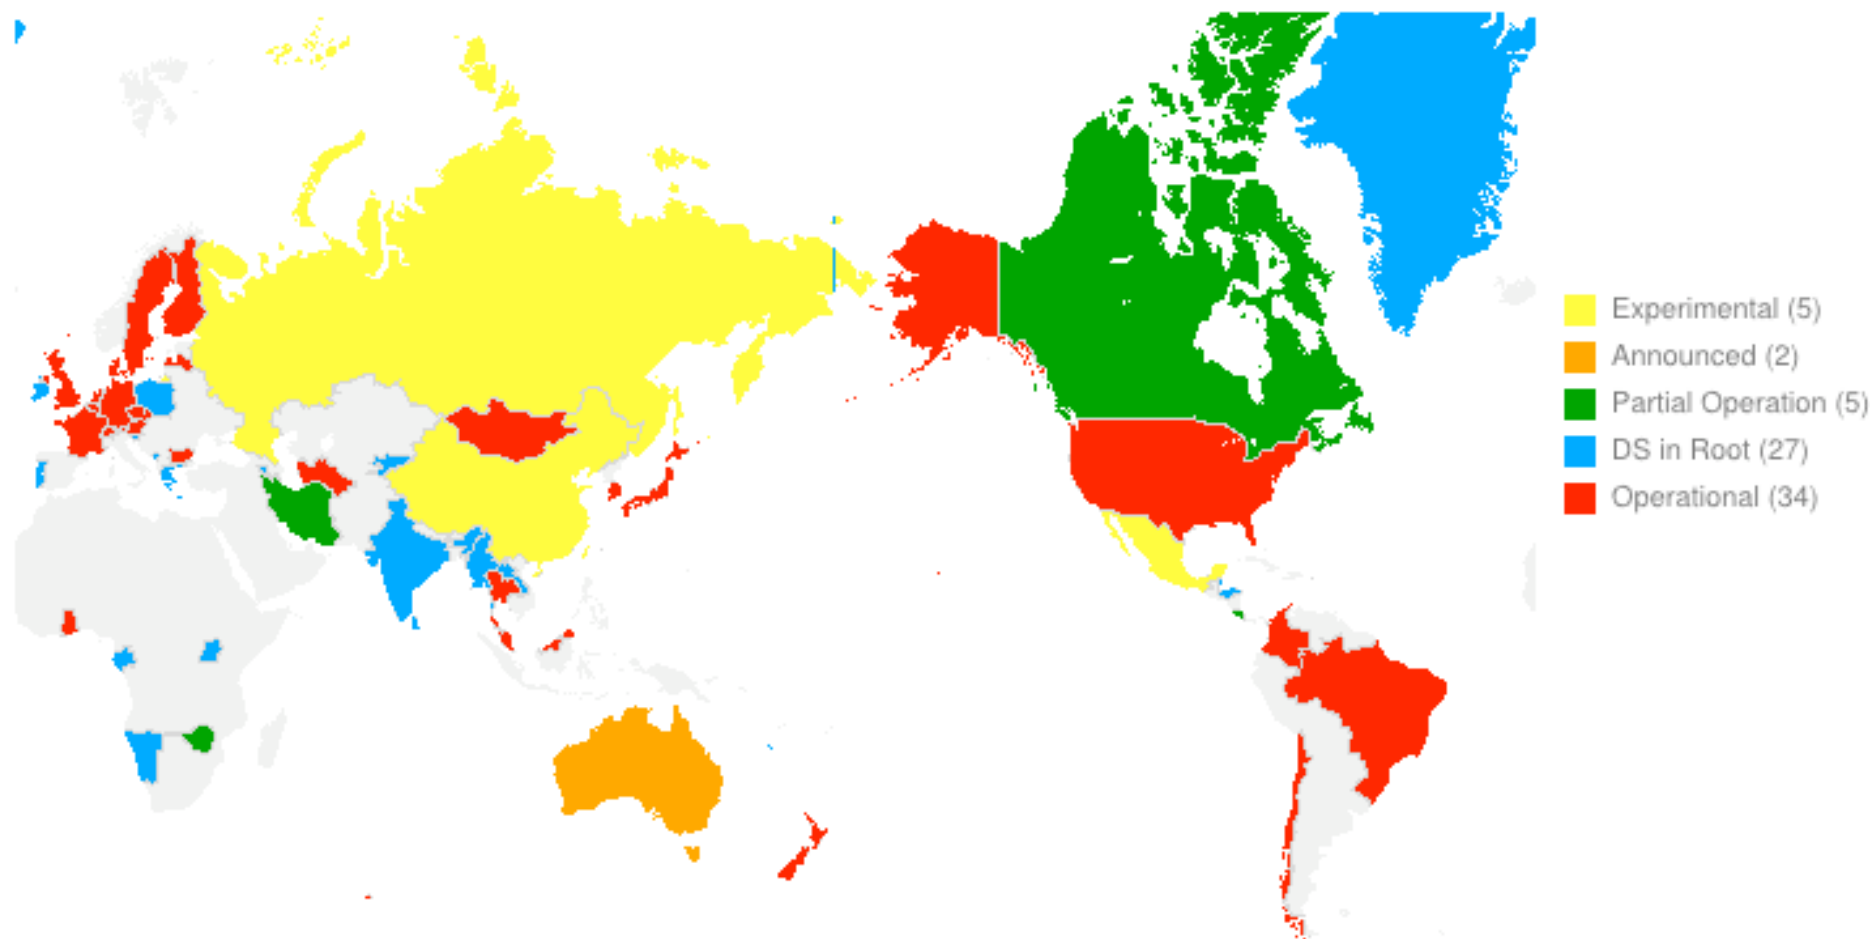 Experimental (5)
Announced (2)
Partial Operation (5)
DS in Root (27)
Operational (34)